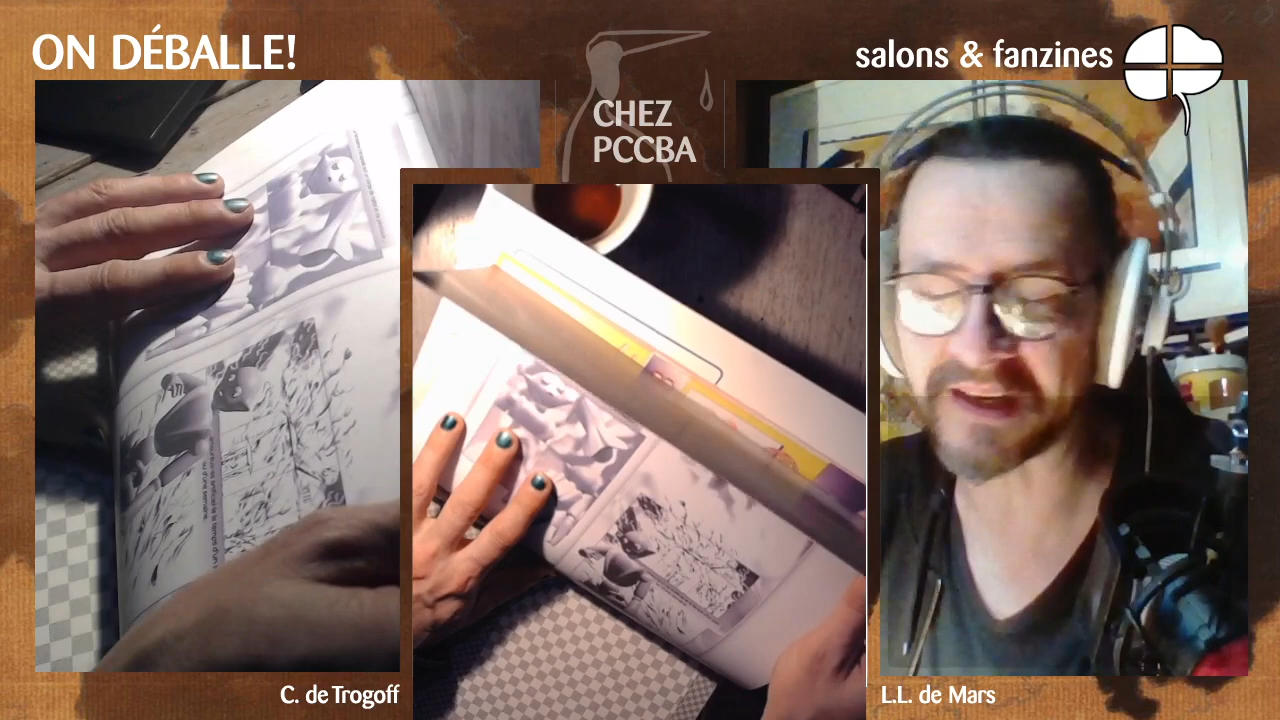 ON DÉBALLE!
salons & fanzines
CHEZ
PCCBA
C. de Trogoff
L.L. de Mars